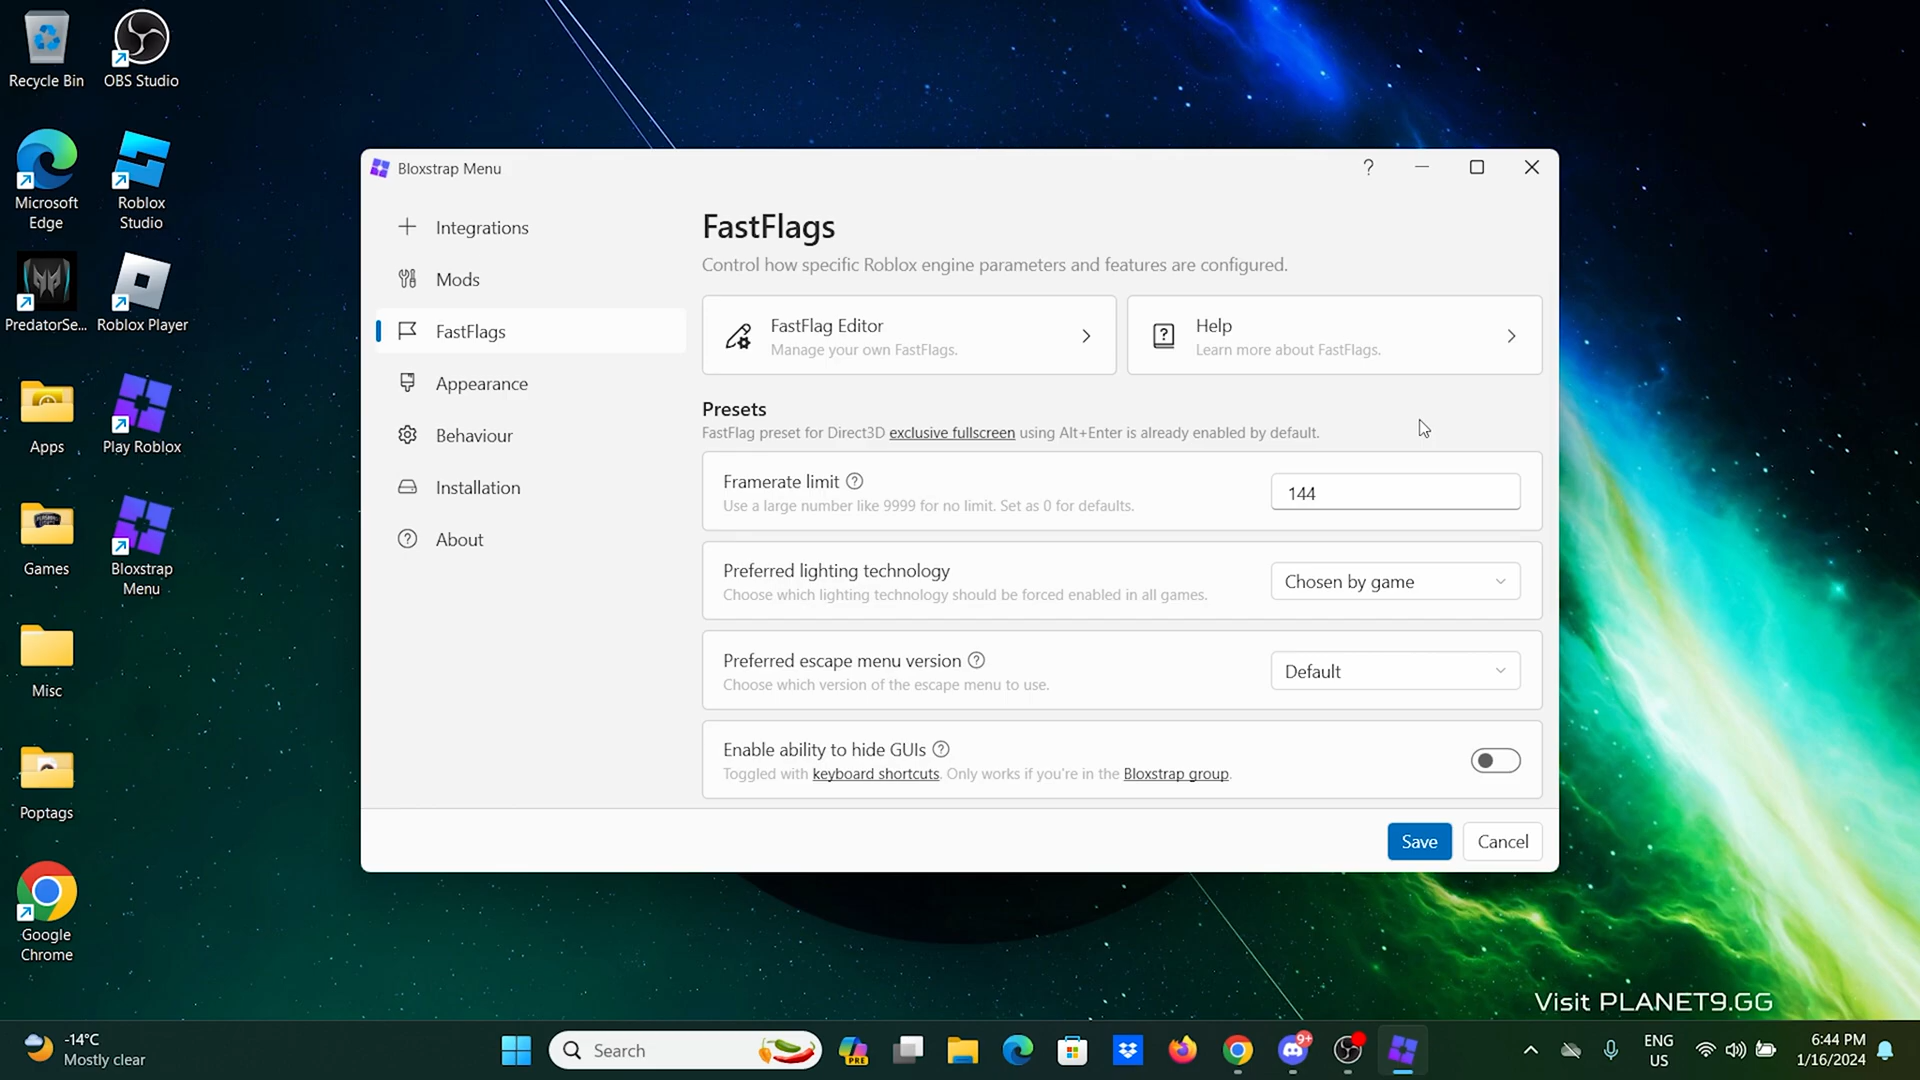 Recycle Bin
OBS Studio
Microsoft
Edge
Roblox
Studio
PredatorSe...
Roblox Player
Apps
Play Roblox
Games
Bloxstrap
Menu
Misc
Poptags
Google
Chrome
Bloxstrap Menu
Integrations
Mods
FastFlags
Appearance
Behaviour
Installation
About
FastFlags
Control how specific Roblox engine parameters and features are configured.
FastFlag Editor
Manage your own FastFlags.
Help
Learn more about FastFlags.
Presets
FastFlag preset for Direct3D exclusive fullscreen using Alt+Enter is already enabled by default.
Framerate limit
Use a large number like 9999 for no limit. Set as 0 for defaults.
144
Preferred lighting technology
Choose which lighting technology should be forced enabled in all games.
Chosen by game
Preferred escape menu version
Choose which version of the escape menu to use.
Default
Enable ability to hide GUIs
Toggled with keyboard shortcuts. Only works if you're in the Bloxstrap group.
Save
Cancel
Visit PLANET9.GG
-14°C
Mostly clear
Search
PRE
9+
ENG
US
6:44 PM
1/16/2024